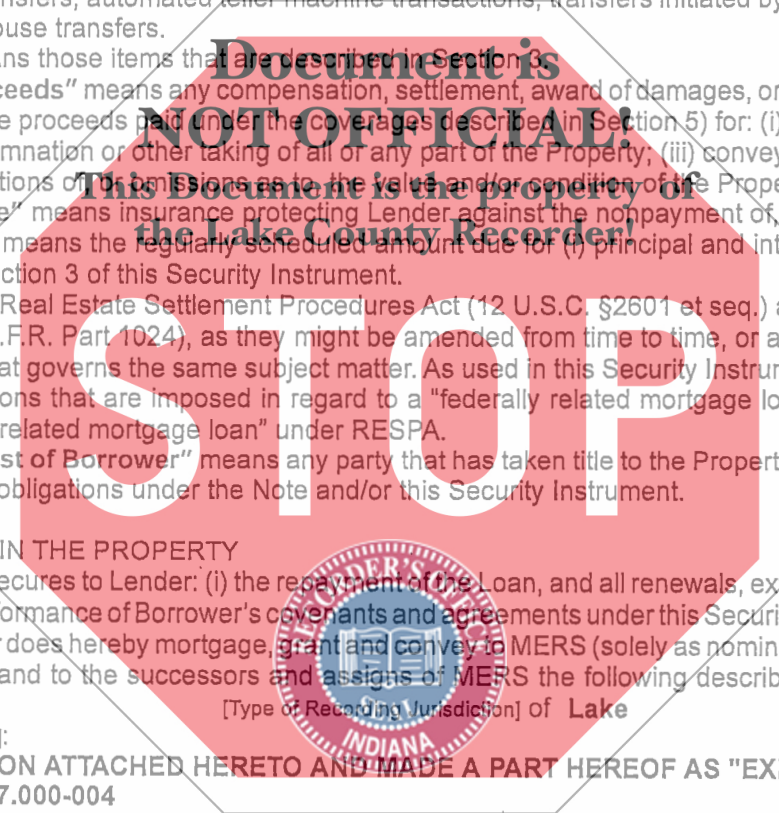 nsfers, automated teller machine transactions, transfers initiated by
ouse transfers.
Document is
ns those items that are described in Section 3.
ceeds" means any compensation, settlement, award of damages, or
NOT OFFICIAL!
e proceeds paid under the coverages described in Section 5) for: (i)
mnation or other taking of all or any part of the Property; (iii) convey
This Document is the property of
tions of, or omissions as to, the value and/or condition of the Prope
e" means insurance protecting Lender against the nonpayment of,
the Lake County Recorder!
means the regularly scheduled amount due for (i) principal and int
ction 3 of this Security Instrument.
Real Estate Settlement Procedures Act (12 U.S.C. §2601 et seq.)
.F.R. Part 1024), as they might be amended from time to time, or a
at governs the same subject matter. As used in this Security Instrum
STOP
ons that are imposed in regard to a "federally related mortgage lo
related mortgage loan" under RESPA.
st of Borrower" means any party that has taken title to the Propert
obligations under the Note and/or this Security Instrument.
IN THE PROPERTY
ecures to Lender: (i) the repayment of the Loan, and all renewals, ex
ormance of Borrower's covenants and agreements under this Securi
r does hereby mortgage, grant and convey to MERS (solely as nomin
and to the successors and assigns of MERS the following describ
[Type of Recording Jurisdiction] of Lake
INDIANA
]:
ON ATTACHED HERETO AND MADE A PART HEREOF AS "EX
7.000-004